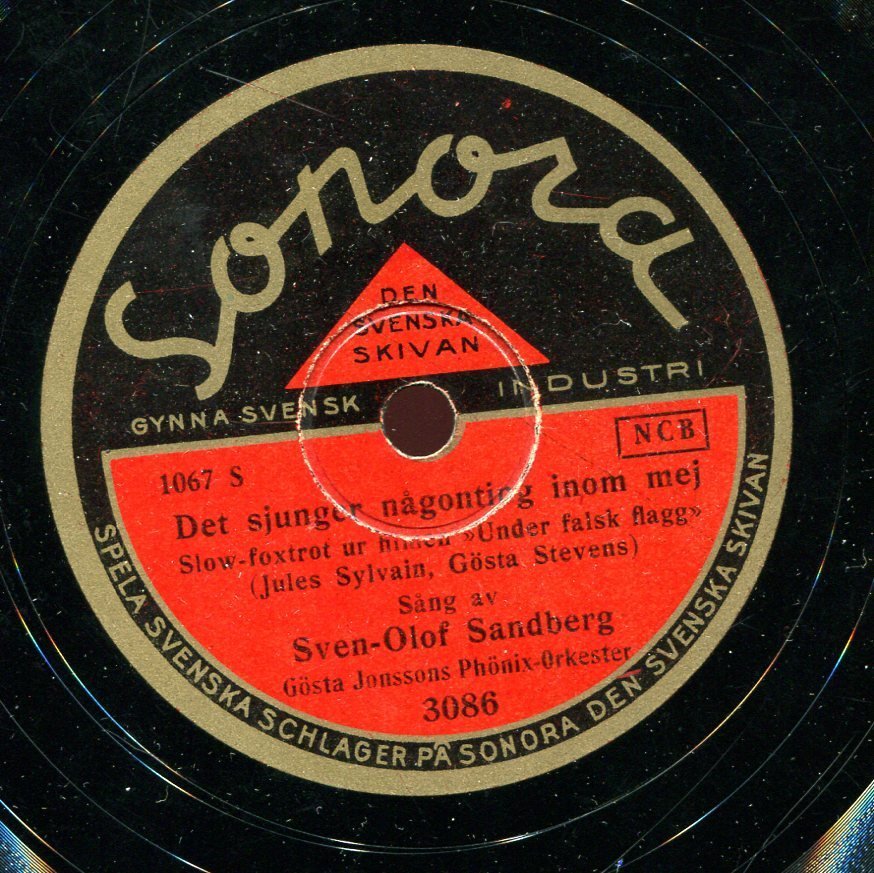 Sonora
DEN
SVENSKA
SKIVAN
GYNNA SVENSK INDUSTRI
NCB
1067 S
Det sjunger någonting inom mej
Slow-foxtrot ur filmen »Under falsk flagg»
(Jules Sylvain, Gösta Stevens)
Sång av
Sven-Olof Sandberg
Gösta Jonssons Phönix-Orkester
3086
SPELA SVENSKA SCHLAGER PÅ SONORA DEN SVENSKA SKIVAN